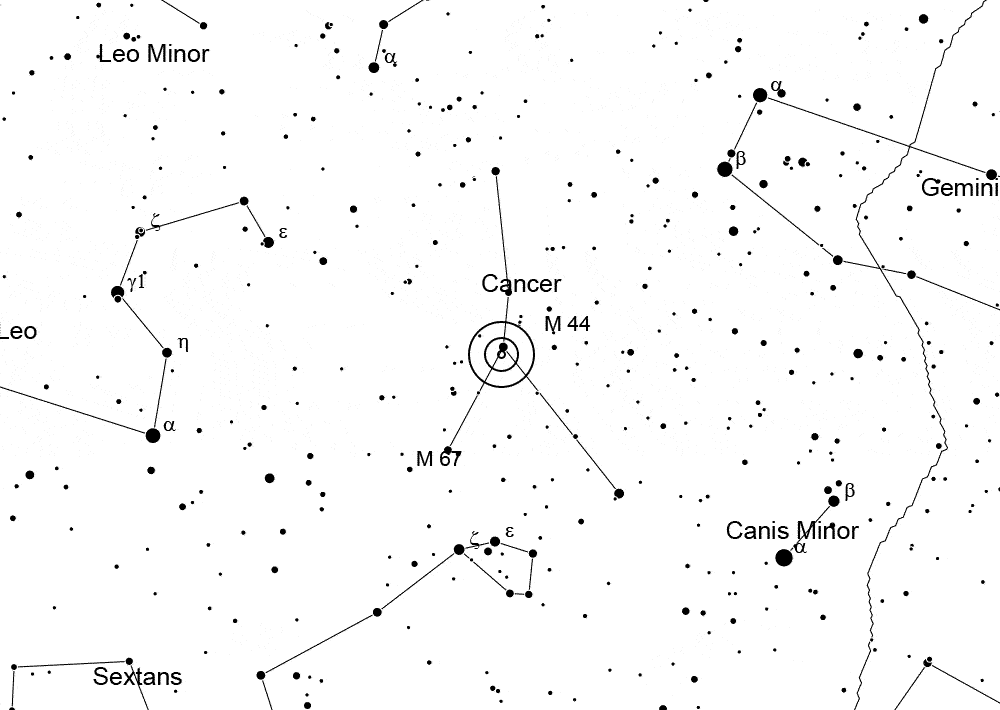 Leo Minor
α
α
β
Gemini
ζ
ε
γ1
Cancer
M 44
Leo
η
α
M 67
β
Canis Minor
α
ζ
ε
Sextans